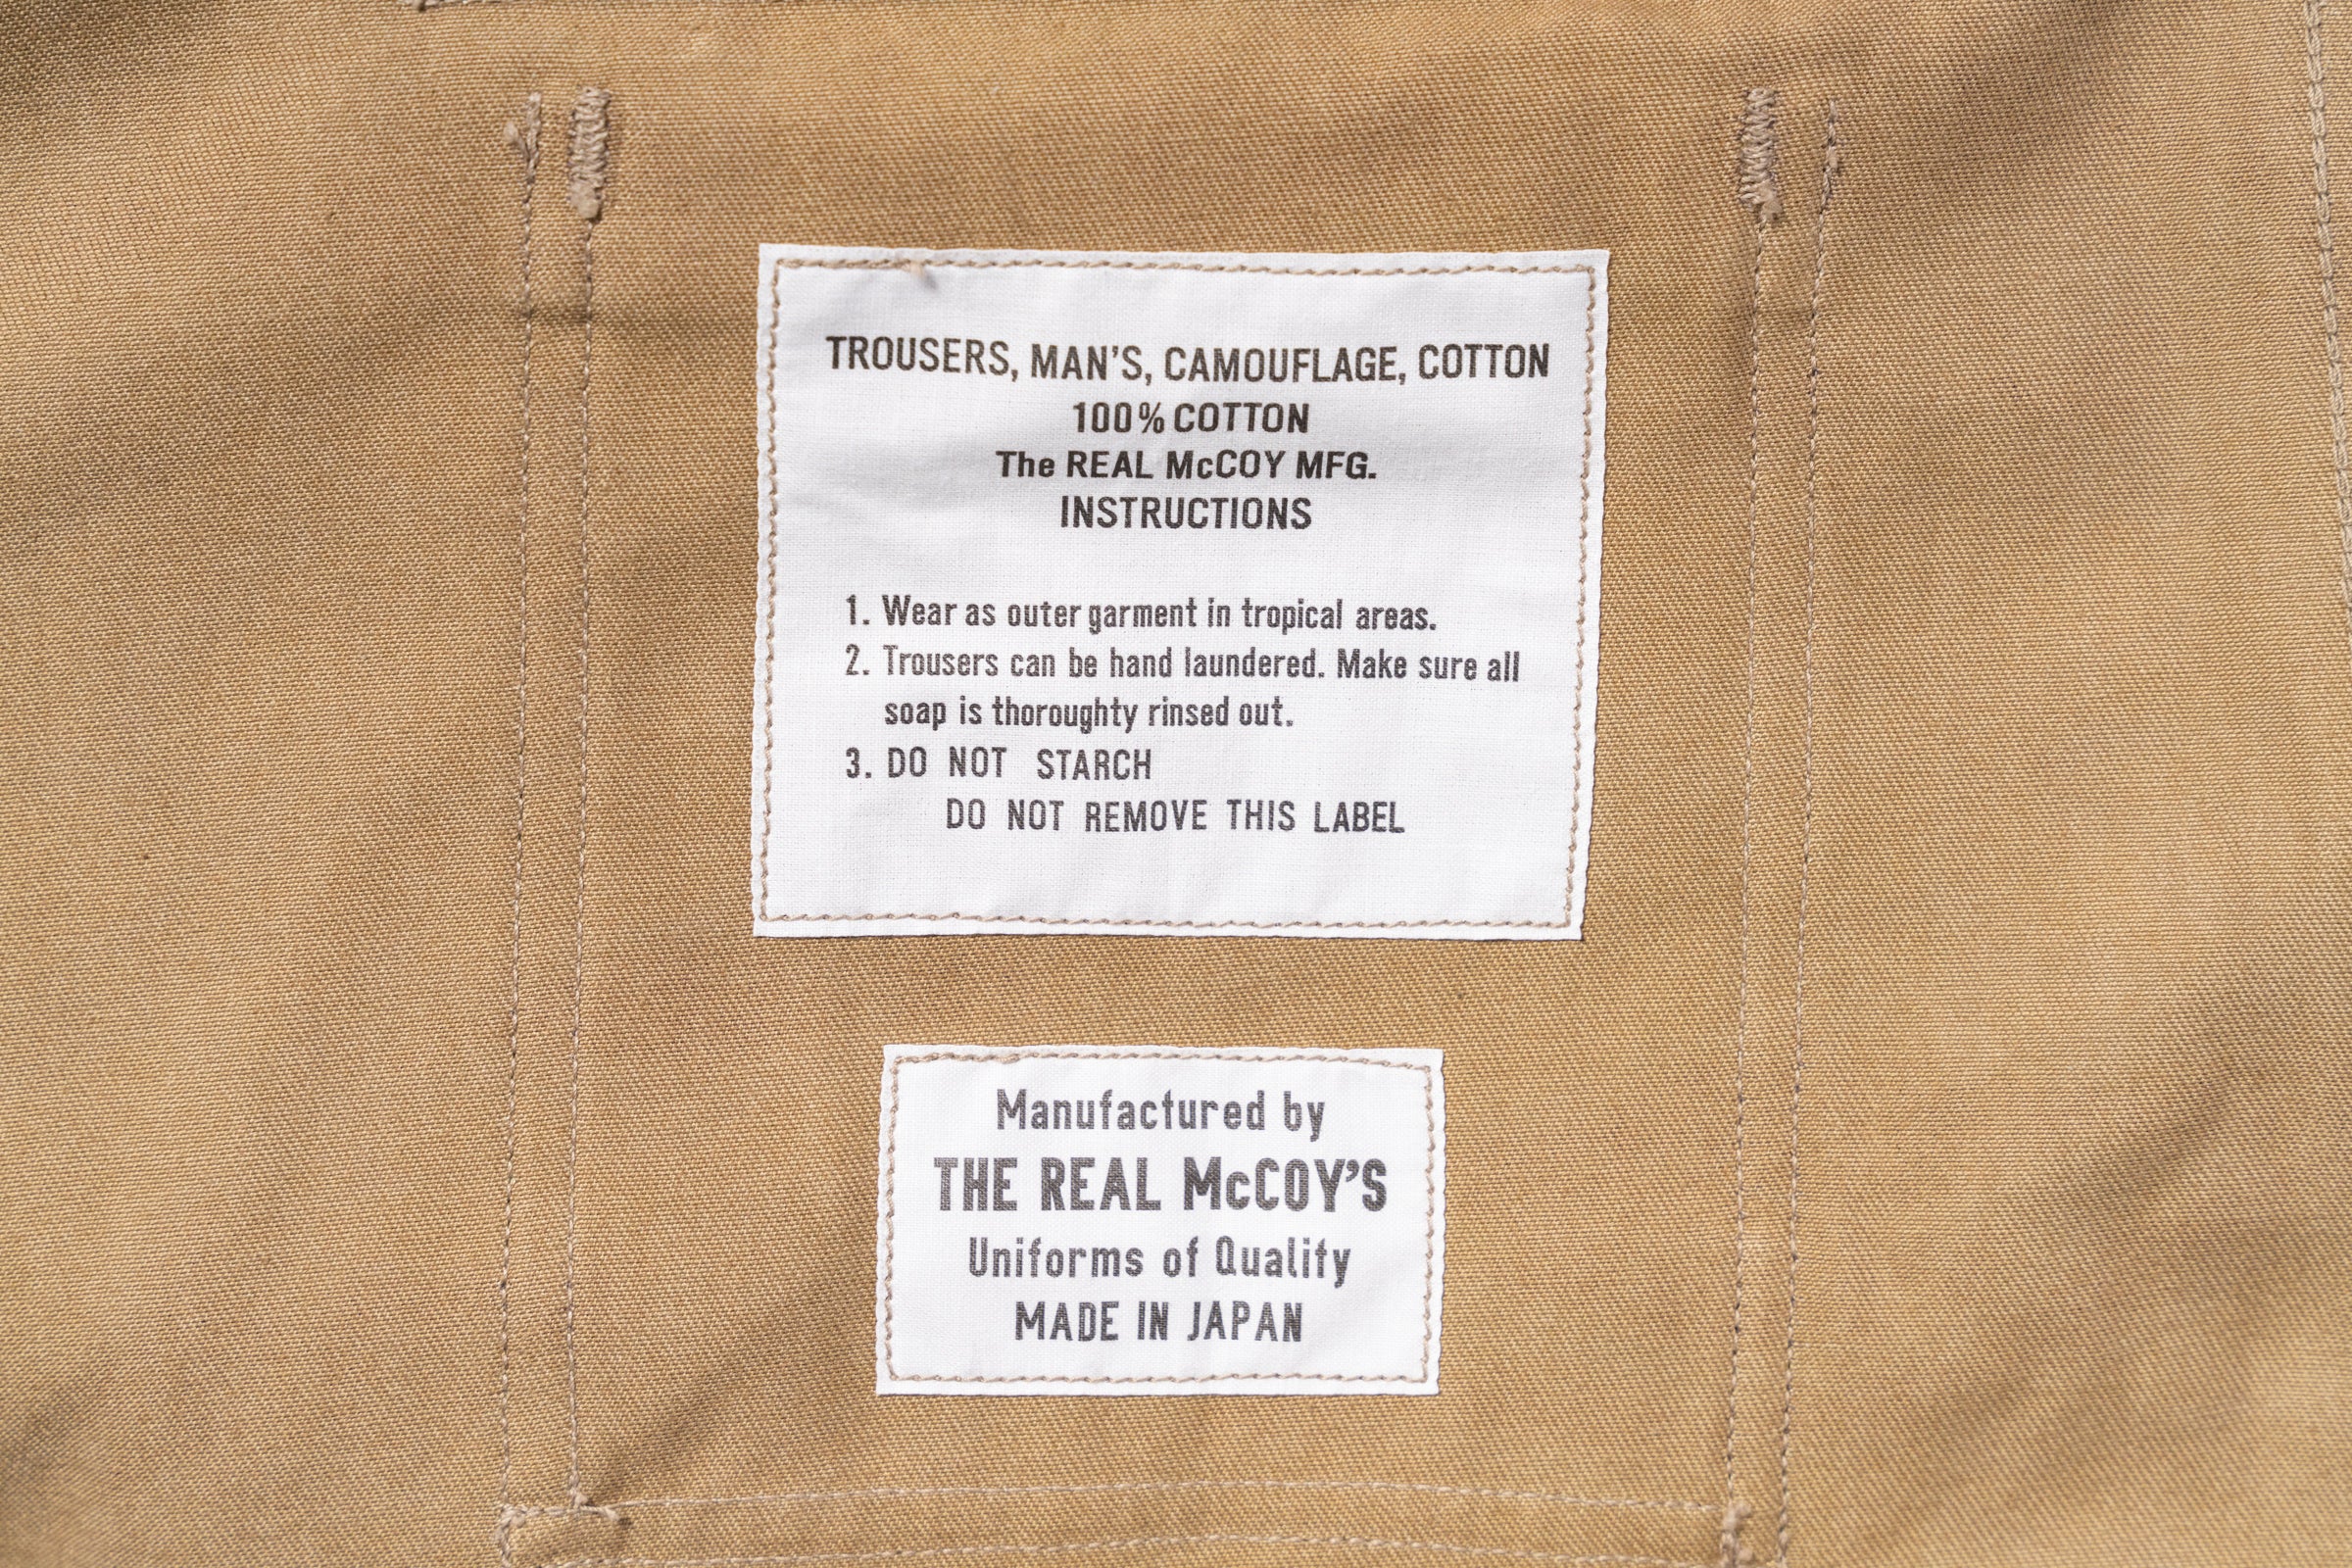 TROUSERS, MAN'S, CAMOUFLAGE, COTTON
100% COTTON
The REAL McCOY MFG.
INSTRUCTIONS
1. Wear as outer garment in tropical areas.
2. Trousers can be hand laundered. Make sure all
soap is thoroughty rinsed out.
3. DO NOT STARCH
DO NOT REMOVE THIS LABEL
Manufactured by
THE REAL McCOY'S
Uniforms of Quality
MADE IN JAPAN